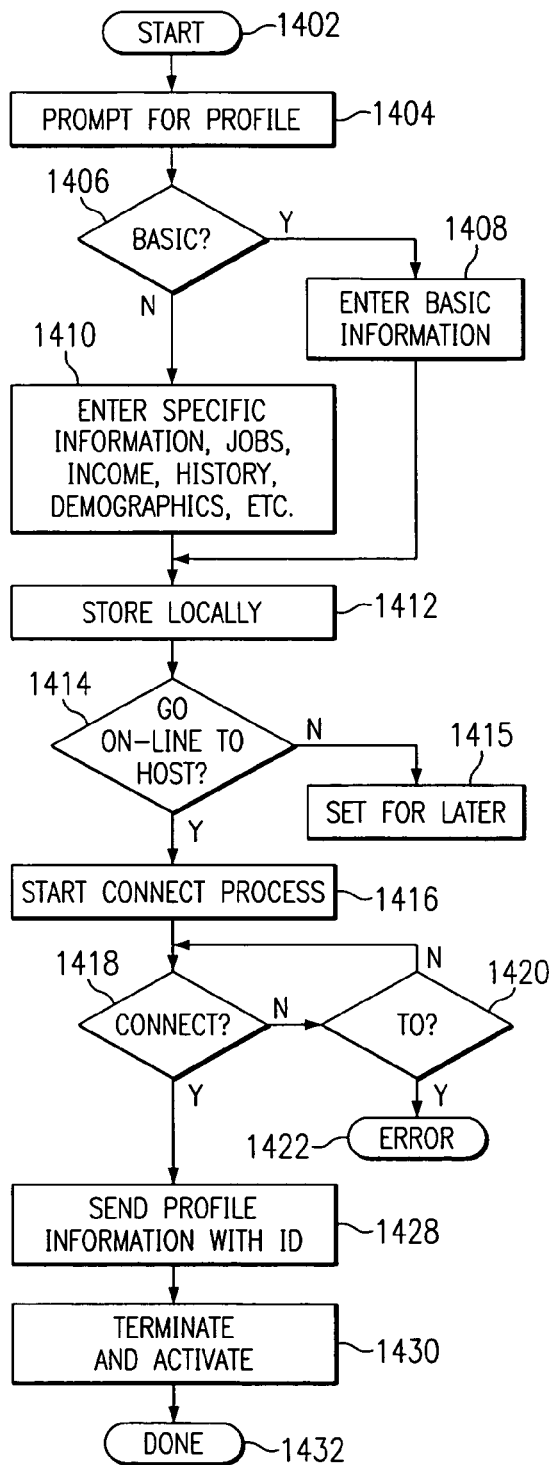 START
1402
PROMPT FOR PROFILE
1404
1406
BASIC?
Y
N
1408
ENTER BASIC
INFORMATION
1410
ENTER SPECIFIC
INFORMATION, JOBS,
INCOME, HISTORY,
DEMOGRAPHICS, ETC.
STORE LOCALLY
1412
1414
GO
ON-LINE TO
HOST?
N
Y
1415
SET FOR LATER
START CONNECT PROCESS
1416
1418
CONNECT?
N
Y
N
1420
TO?
Y
1422
ERROR
SEND PROFILE
INFORMATION WITH ID
1428
TERMINATE
AND ACTIVATE
1430
DONE
1432